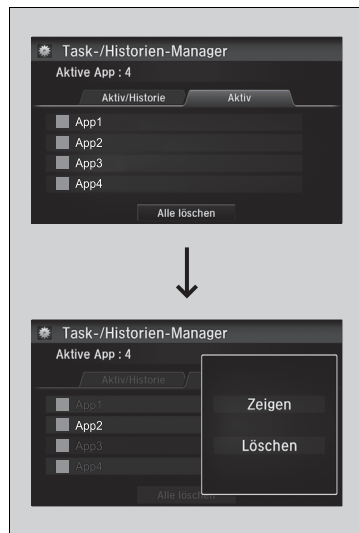 Task-/Historien-Manager
Aktive App : 4
Aktiv/Historie Aktiv
App1
App2
App3
App4
Alle löschen
Task-/Historien-Manager
Aktive App : 4
Aktiv/Historie
App1
App2
App3
App4
Alle löschen
Zeigen
Löschen